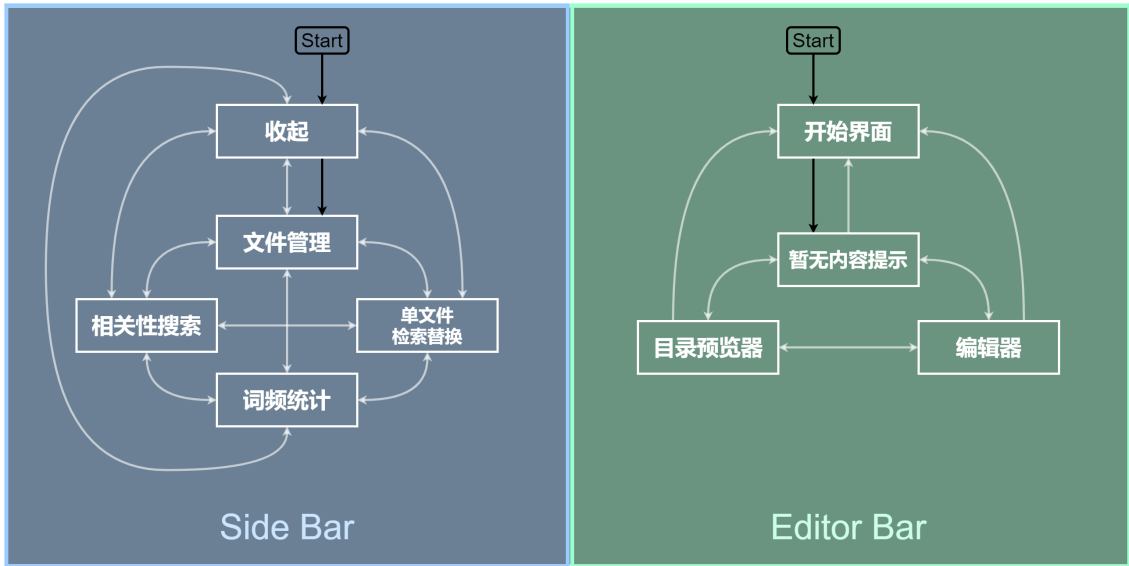 Start
收起
文件管理
相关性搜索
单文件
检索替换
词频统计
Side Bar
Start
开始界面
暂无内容提示
目录预览器
编辑器
Editor Bar